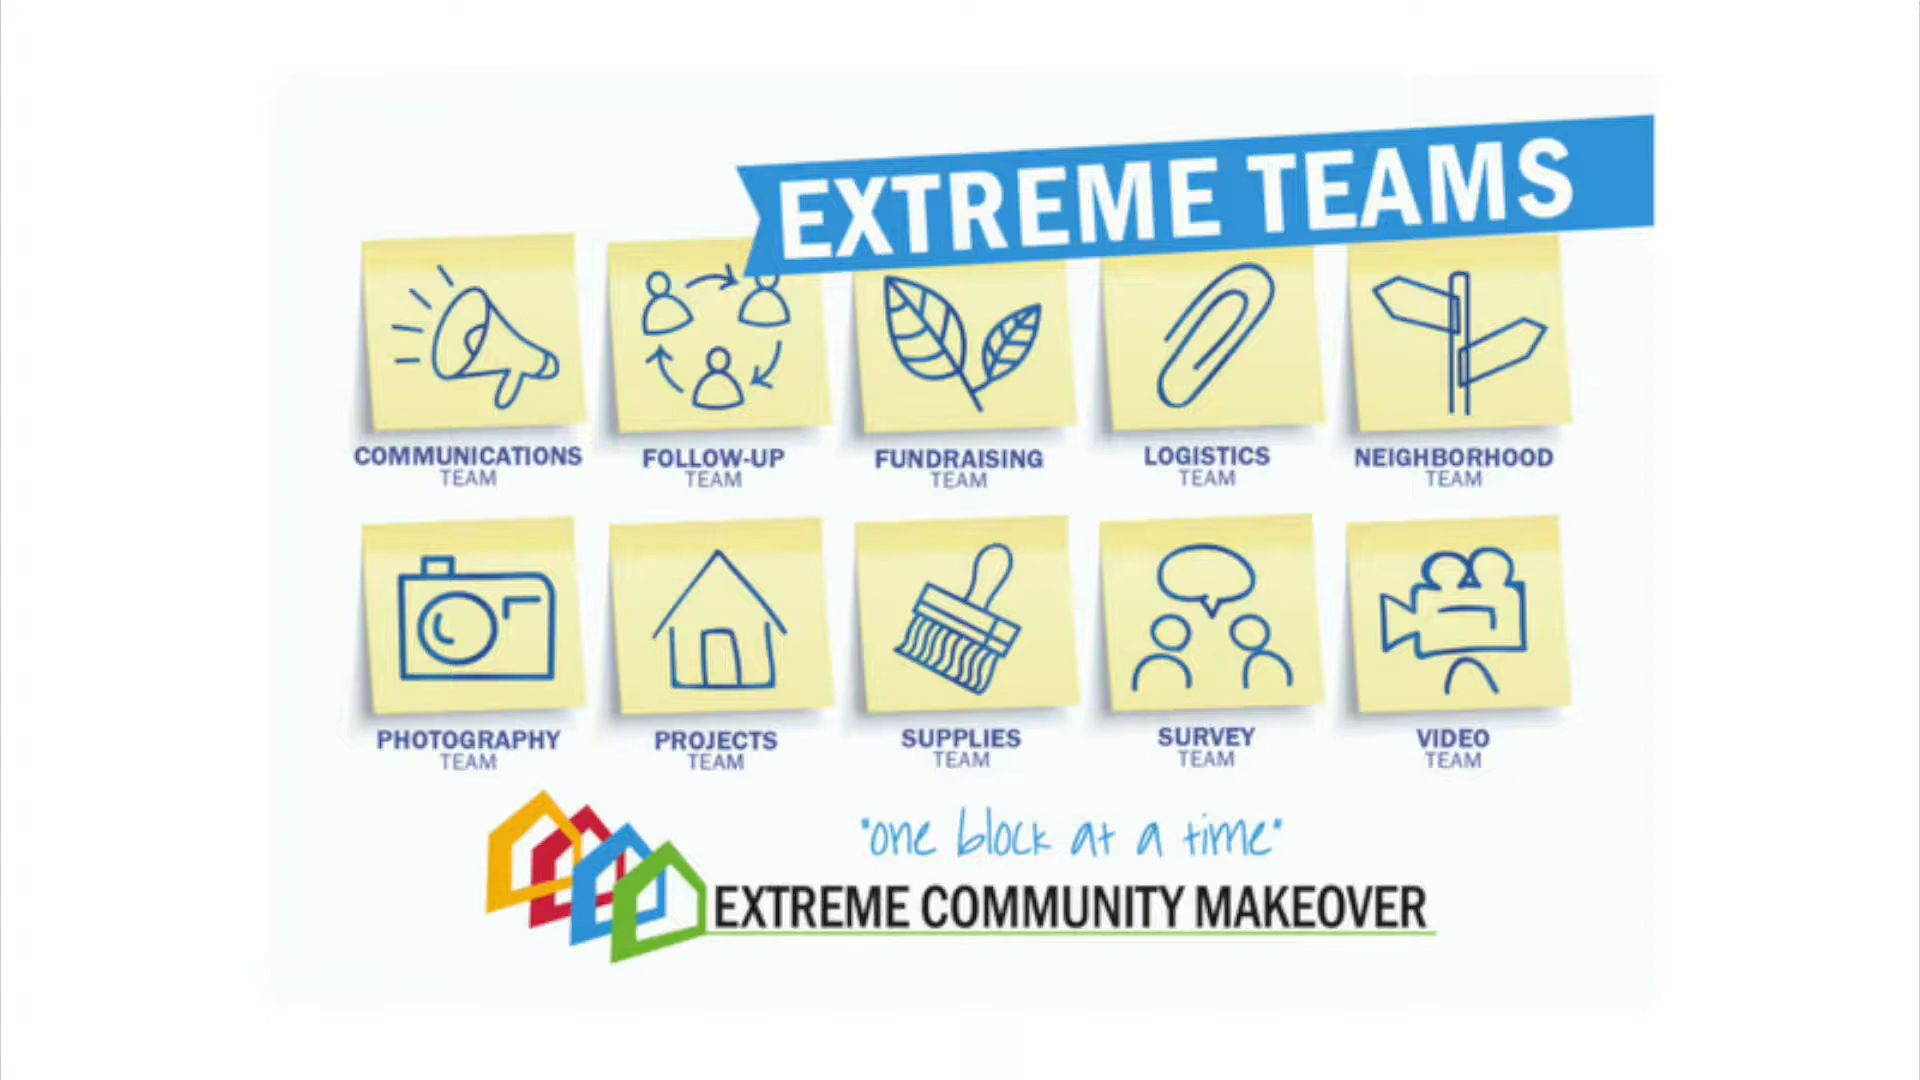 EXTREME TEAMS
COMMUNICATIONS
TEAM
FOLLOW-UP
TEAM
FUNDRAISING
TEAM
LOGISTICS
TEAM
NEIGHBORHOOD
TEAM
PHOTOGRAPHY
TEAM
PROJECTS
TEAM
SUPPLIES
TEAM
SURVEY
TEAM
VIDEO
TEAM
"one block at a time"
EXTREME COMMUNITY MAKEOVER